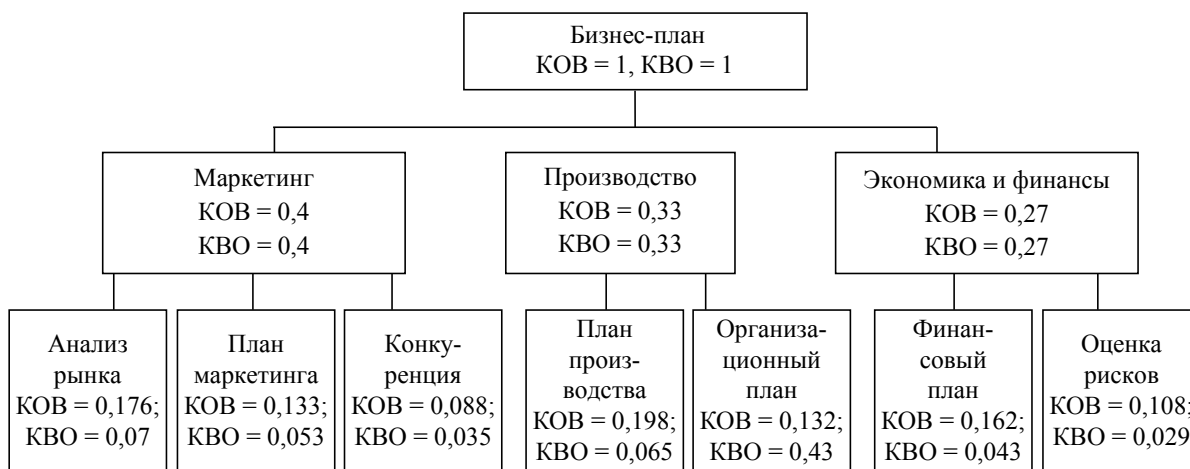 Бизнес-план
КОВ = 1, КВО = 1
Маркетинг
КОВ = 0,4
КВО = 0,4
Производство
КОВ = 0,33
КВО = 0,33
Экономика и финансы
КОВ = 0,27
КВО = 0,27
Анализ
рынка
КОВ = 0,176;
КВО = 0,07
План
маркетинга
КОВ = 0,133;
КВО = 0,053
Конку-
ренция
КОВ = 0,088;
КВО = 0,035
План
произ-
водства
КОВ = 0,198;
КВО = 0,065
Организа-
ционный
план
КОВ = 0,132;
КВО = 0,43
Финан-
совый
план
КОВ = 0,162;
КВО = 0,043
Оценка
рисков
КОВ = 0,108;
КВО = 0,029